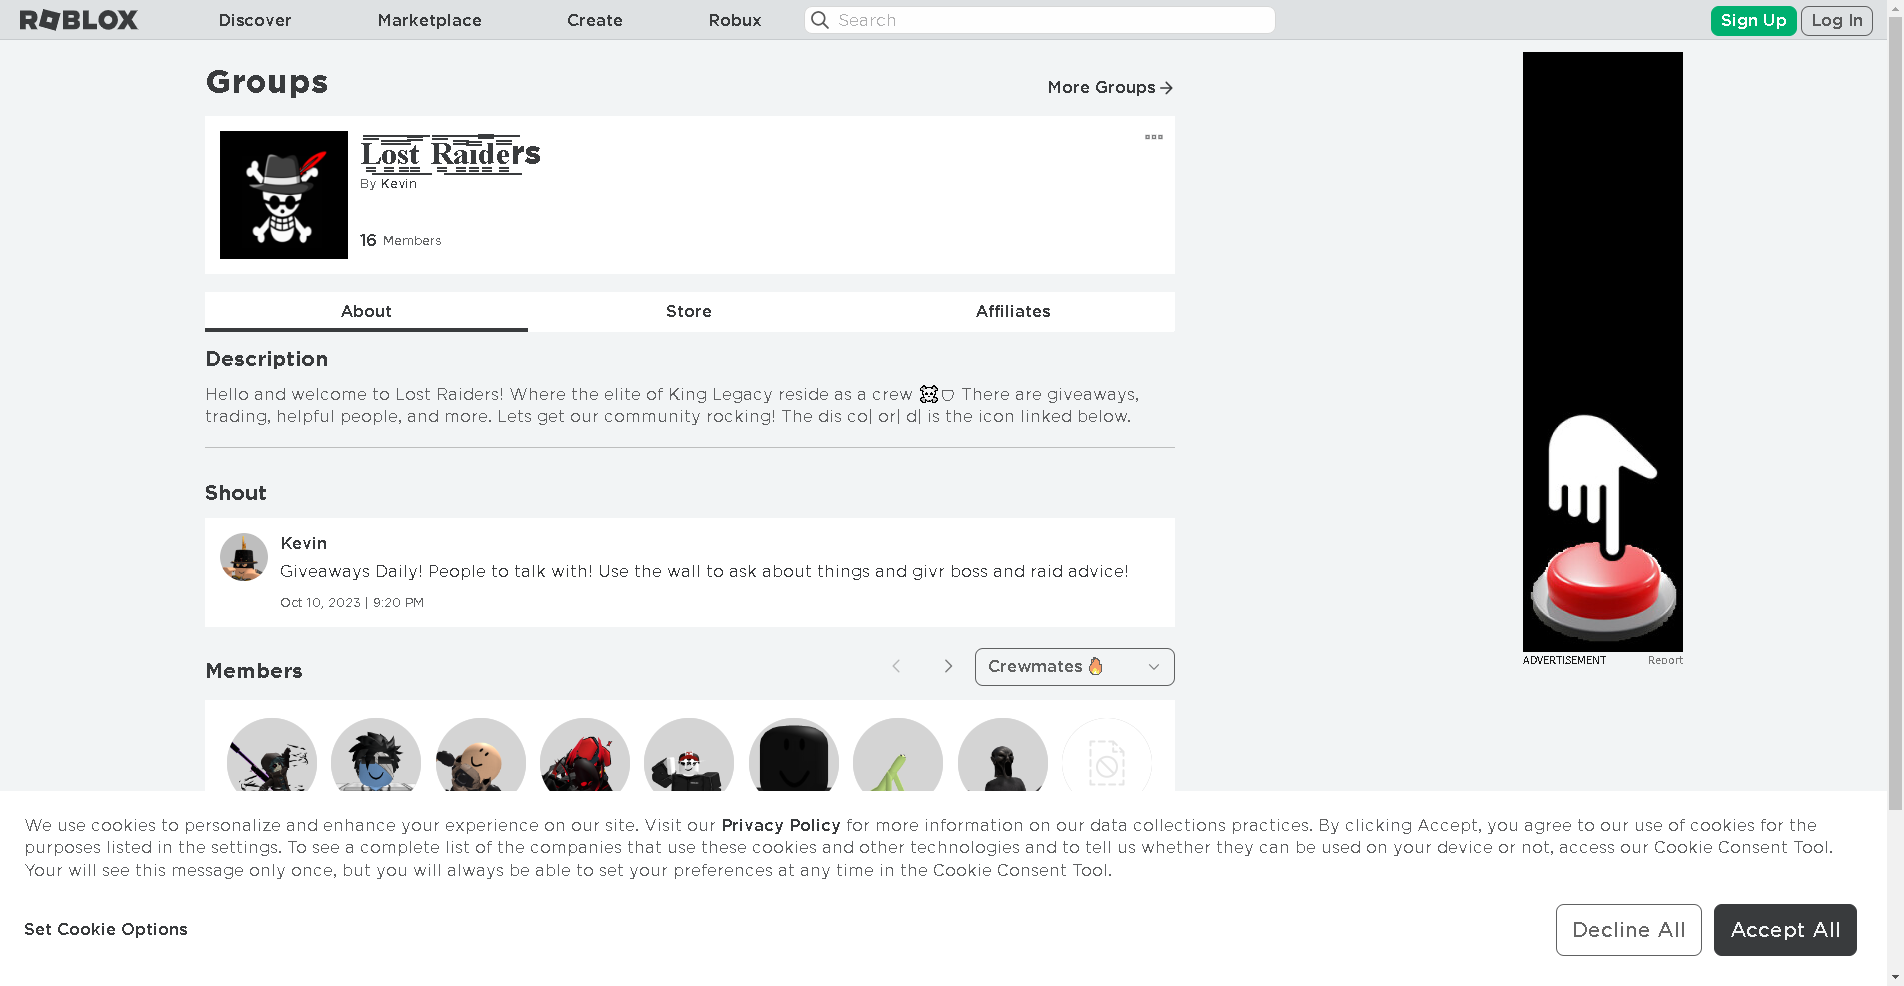 ROBLOX Discover Marketplace Create Robux Search Sign Up Log In
Groups
More Groups
Lost Raiders
By Kevin
16 Members
About Store Affiliates
Description
Hello and welcome to Lost Raiders! Where the elite of King Legacy reside as a crew There are giveaways,
trading, helpful people, and more. Lets get our community rocking! The dis co| or| d| is the icon linked below.
Shout
Kevin
Giveaways Daily! People to talk with! Use the wall to ask about things and givr boss and raid advice!
Oct 10, 2023 | 9:20 PM
ADVERTISEMENT Report
Members
Crewmates 🔥
We use cookies to personalize and enhance your experience on our site. Visit our Privacy Policy for more information on our data collections practices. By clicking Accept, you agree to our use of cookies for the
purposes listed in the settings. To see a complete list of the companies that use these cookies and other technologies and to tell us whether they can be used on your device or not, access our Cookie Consent Tool.
Your will see this message only once, but you will always be able to set your preferences at any time in the Cookie Consent Tool.
Set Cookie Options
Decline All Accept All